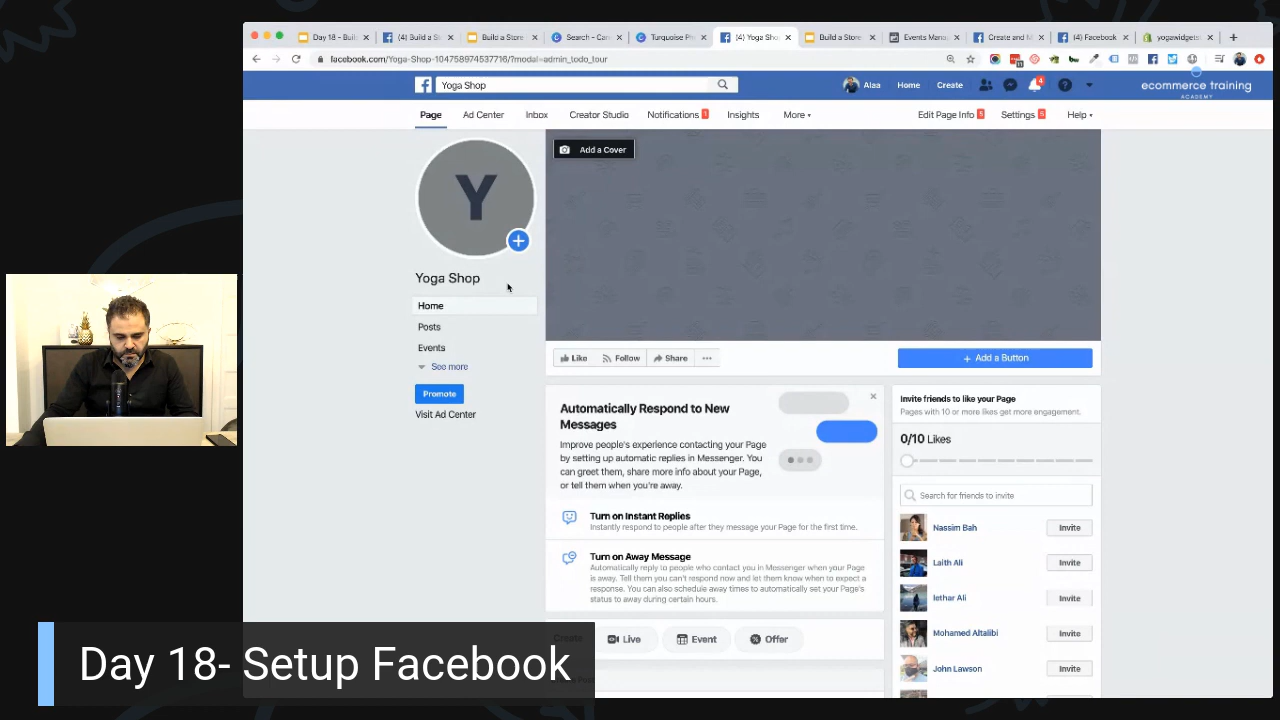 Day 18 - Buil
(4) Build a St
Build a Store
Search - Can
Turquoise Ph
(4) Yoga Shop
Build a Store
Events Mana
Create and M
(4) Facebook
yogawidgets
facebook.com/Yoga-Shop-104758974537716/?modal=admin_todo_tour
Yoga Shop
Alaa
Home
Create
4
ecommerce training
ACADEMY
Page
Ad Center
Inbox
Creator Studio
Notifications 1
Insights
More
Edit Page Info 5
Settings 5
Help
Add a Cover
Y
Yoga Shop
Home
Posts
Events
See more
Promote
Visit Ad Center
Like
Follow
Share
+ Add a Button
Automatically Respond to New
Messages
Improve people's experience contacting your Page
by setting up automatic replies in Messenger. You
can greet them, share more info about your Page,
or tell them when you're away.
Turn on Instant Replies
Instantly respond to people after they message your Page for the first time.
Turn on Away Message
Automatically reply to people who contact you in Messenger when your Page
is away. Tell them you can't respond now and let them know when to expect a
response. You can also schedule away times to automatically set your Page's
status to away during certain hours.
Create
Live
Event
Offer
Invite friends to like your Page
Pages with 10 or more likes get more engagement.
0/10 Likes
Search for friends to invite
Nassim Bah
Invite
Laith Ali
Invite
Iethar Ali
Invite
Mohamed Altalibi
Invite
John Lawson
Invite
Day 18- Setup Facebook